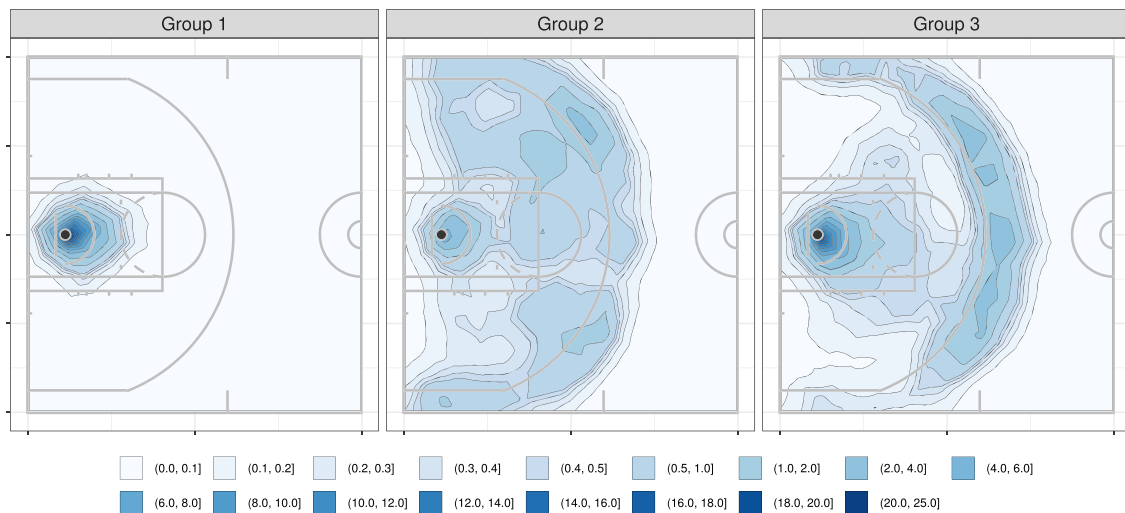 Group 1 Group 2 Group 3
(0.0, 0.1] (0.1, 0.2] (0.2, 0.3] (0.3, 0.4] (0.4, 0.5] (0.5, 1.0] (1.0, 2.0] (2.0, 4.0] (4.0, 6.0]
(6.0, 8.0] (8.0, 10.0] (10.0, 12.0] (12.0, 14.0] (14.0, 16.0] (16.0, 18.0] (18.0, 20.0] (20.0, 25.0]